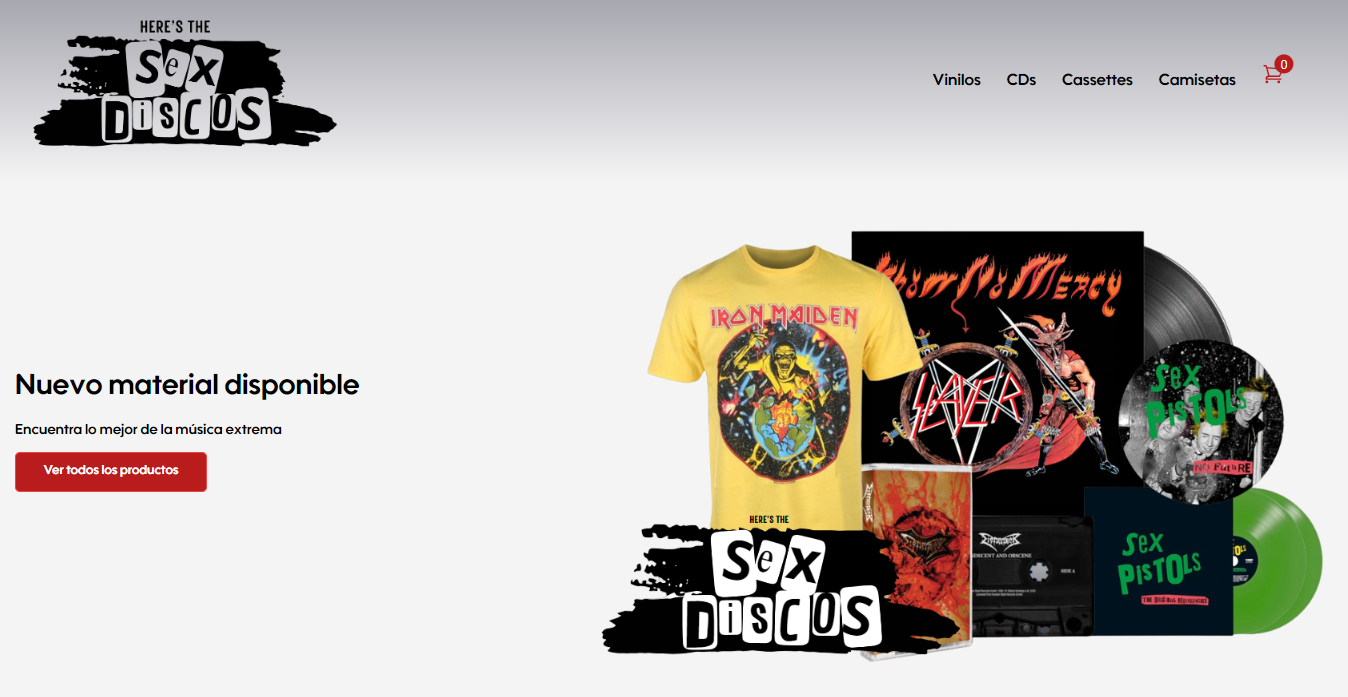 HERE'S THE
Sex
DiSCOS
Vinilos CDs Cassettes Camisetas 0
Nuevo material disponible
Encuentra lo mejor de la música extrema
Ver todos los productos
IRON MAIDEN
Show No Mercy
SLAYER
Sex
PISTOLS
NO FUTURE
HERE'S THE
Sex
DiSCOS
DISMEMBER
INDECENT AND OBSCENE
SIDE A
Sex
PISTOLS
THE ORIGINAL RECORDINGS